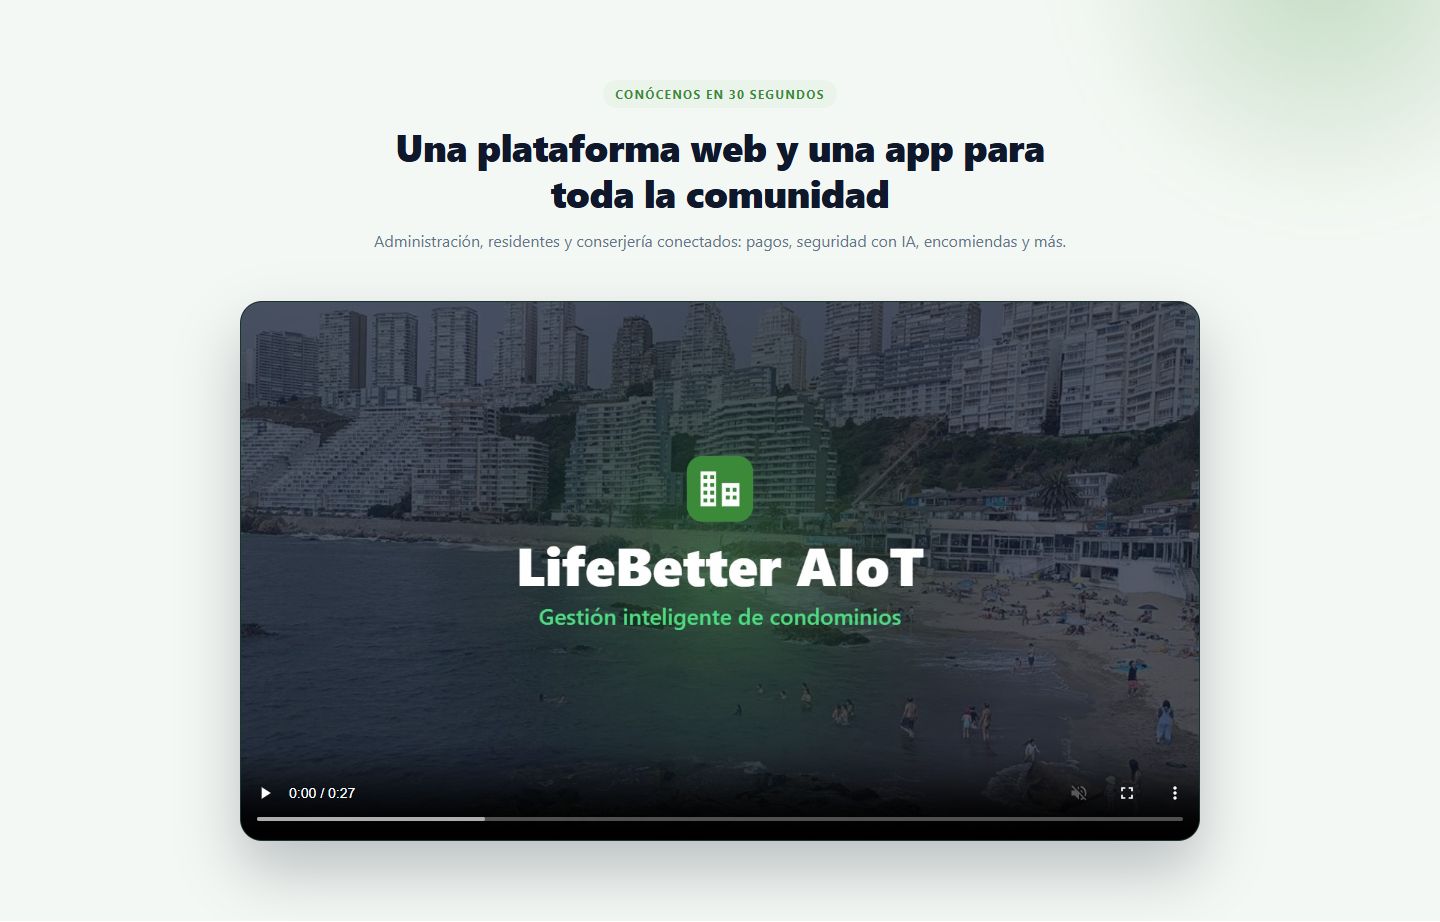 CONÓCENOS EN 30 SEGUNDOS
Una plataforma web y una app para
toda la comunidad
Administración, residentes y conserjería conectados: pagos, seguridad con IA, encomiendas y más.
LifeBetter AIoT
Gestión inteligente de condominios
0:00 / 0:27